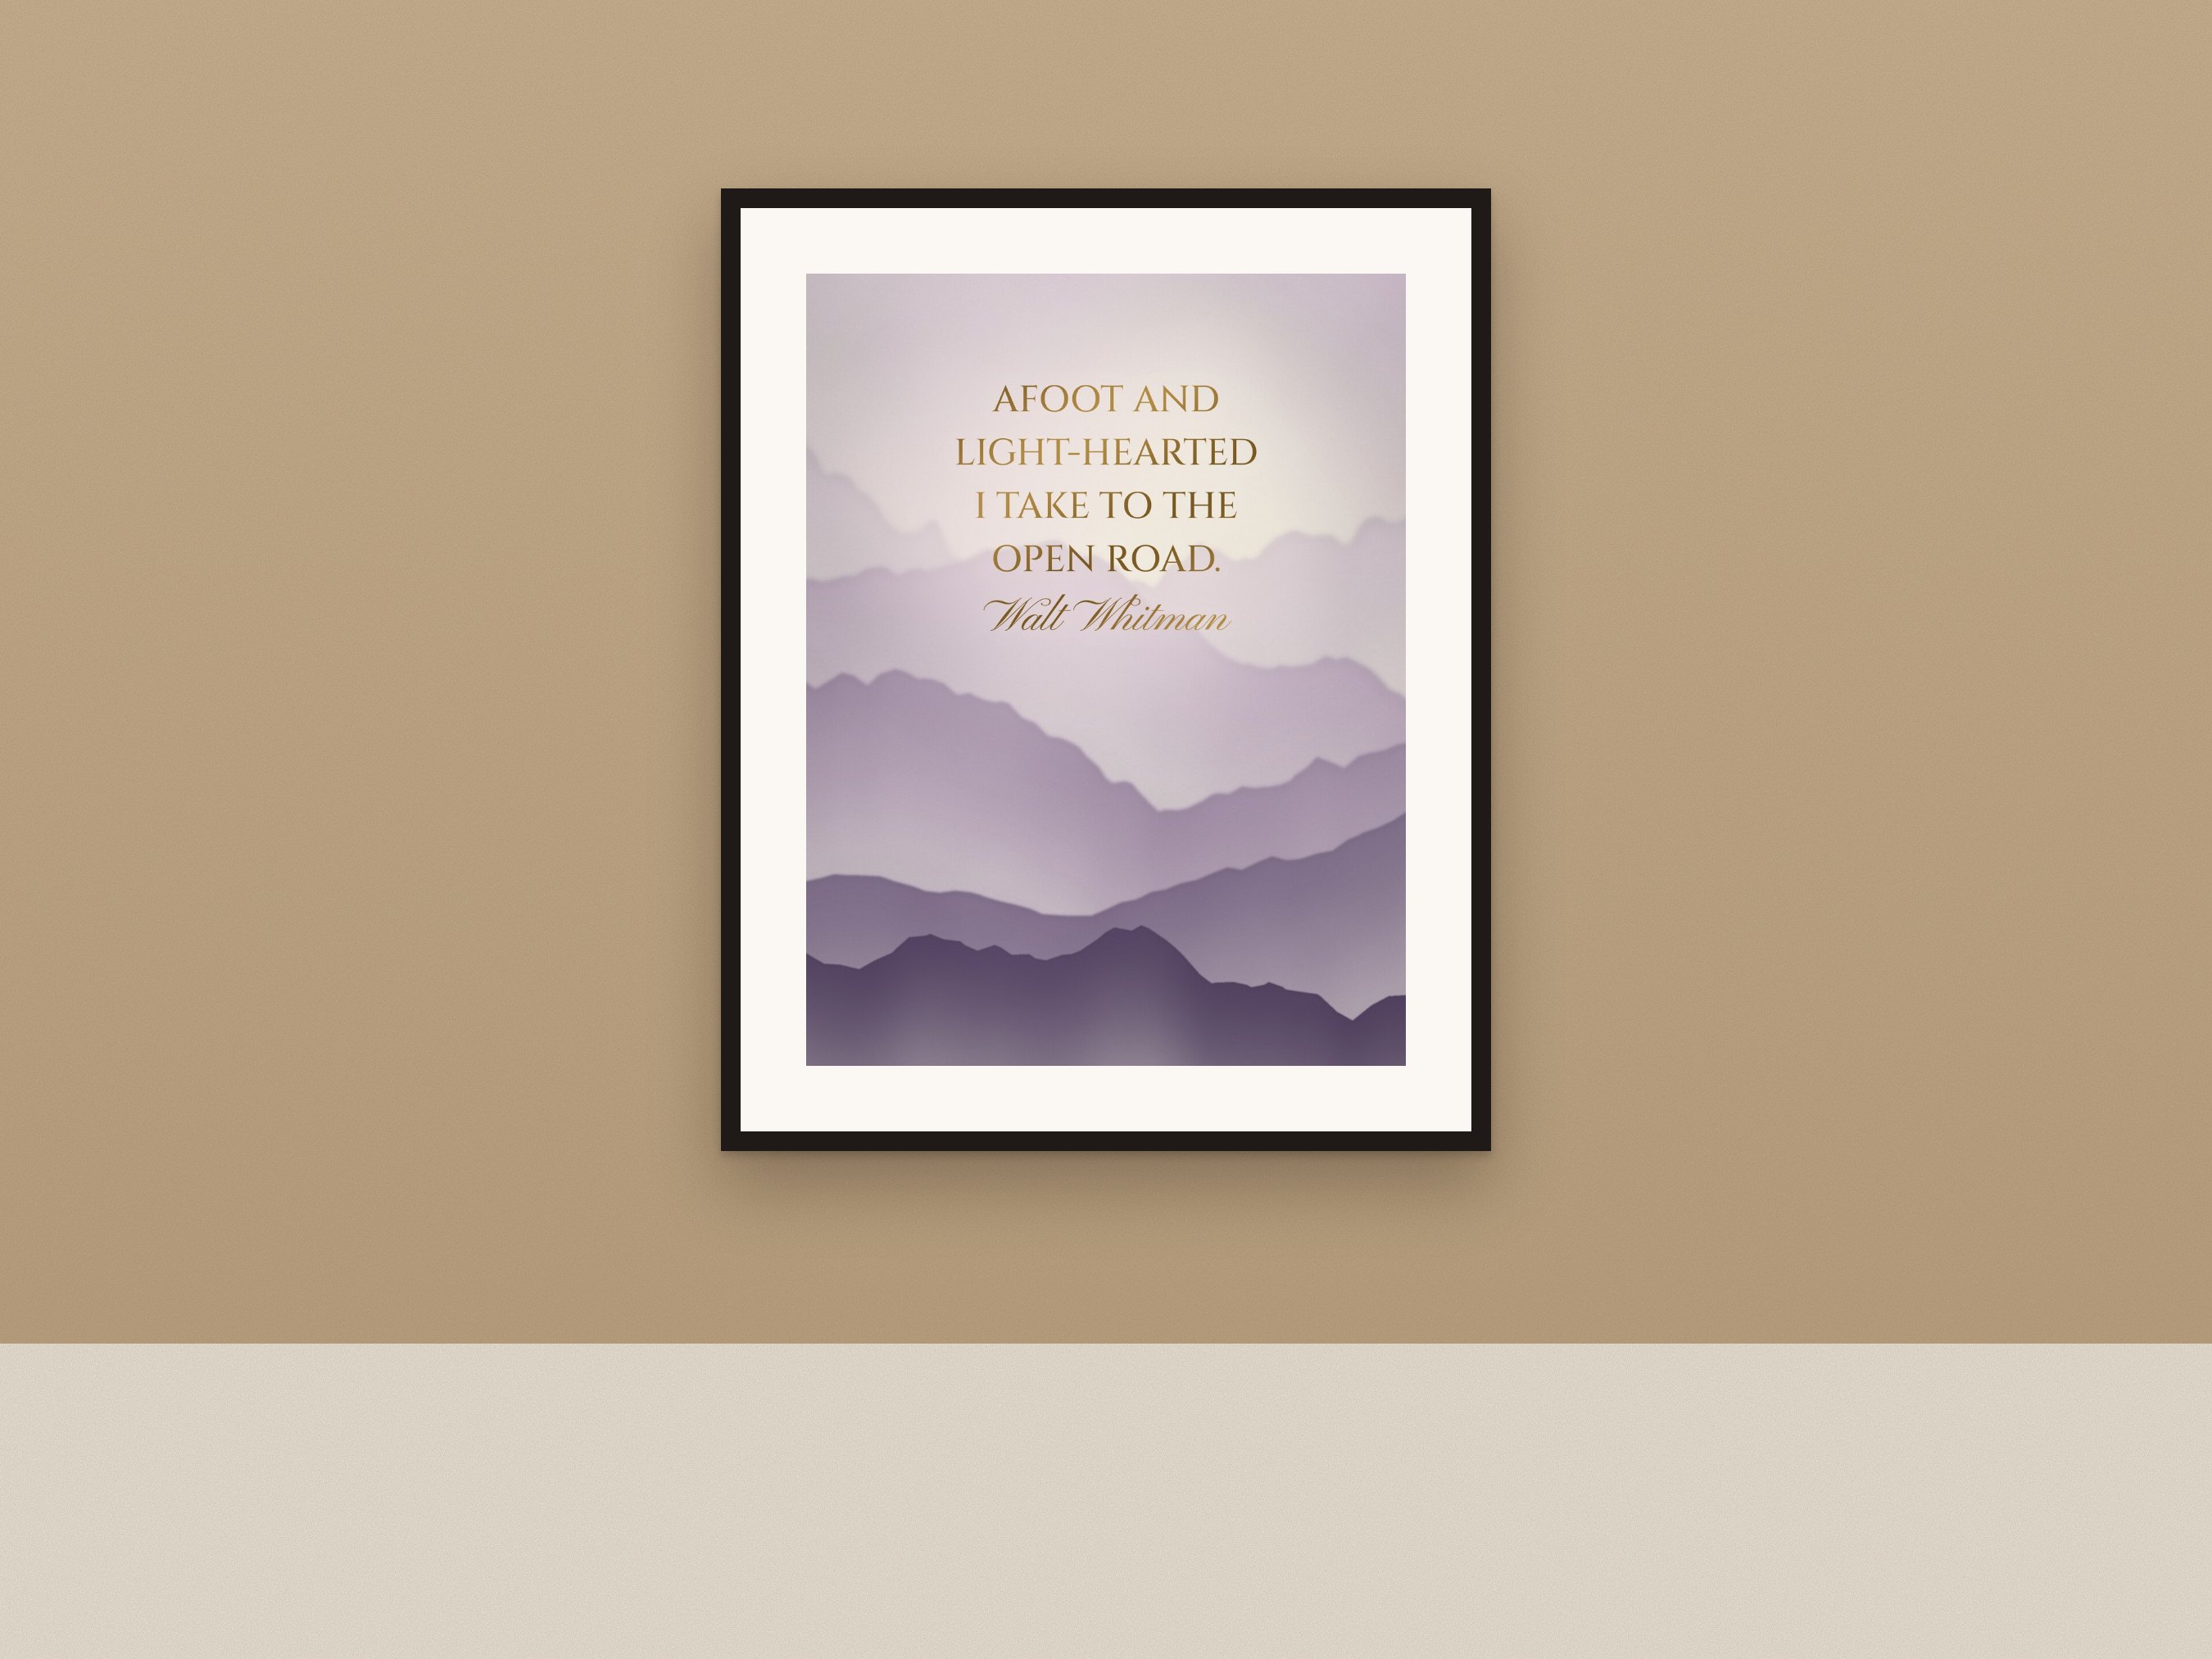 AFOOT AND
LIGHT-HEARTED
I TAKE TO THE
OPEN ROAD.
Walt Whitman